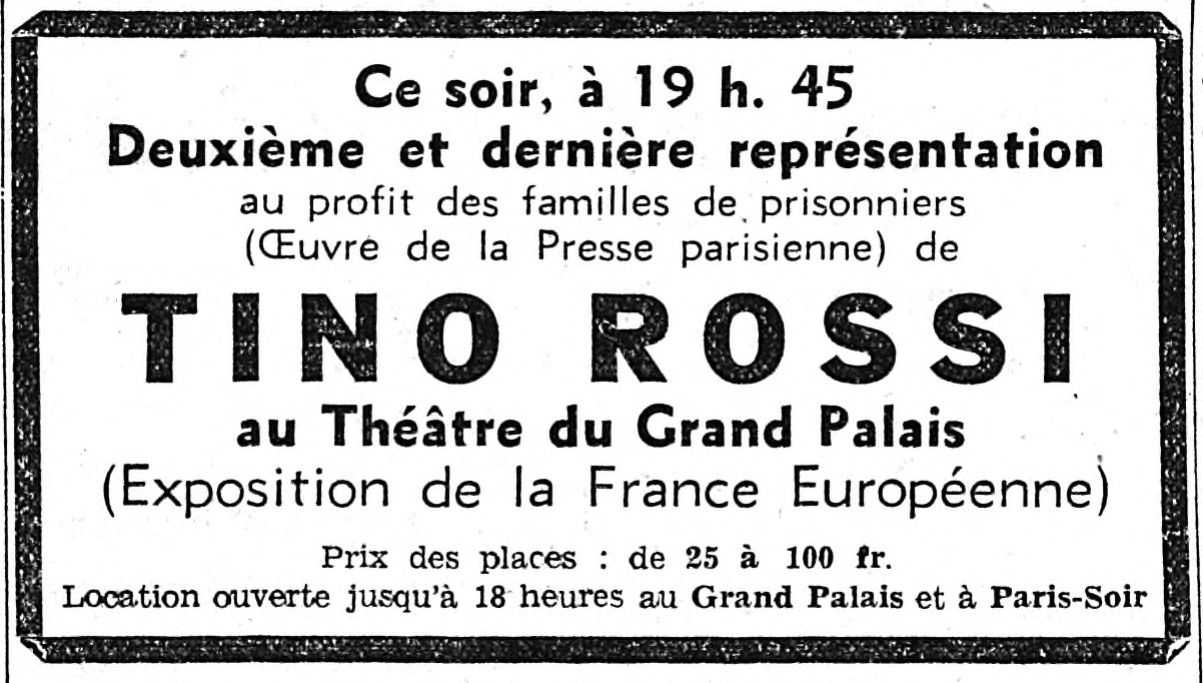 Ce soir, à 19 h. 45
Deuxième et dernière représentation
au profit des familles de prisonniers
(Œuvre de la Presse parisienne) de
TINO ROSSI
au Théâtre du Grand Palais
(Exposition de la France Européenne)
Prix des places : de 25 à 100 fr.
Location ouverte jusqu'à 18 heures au Grand Palais et à Paris-Soir